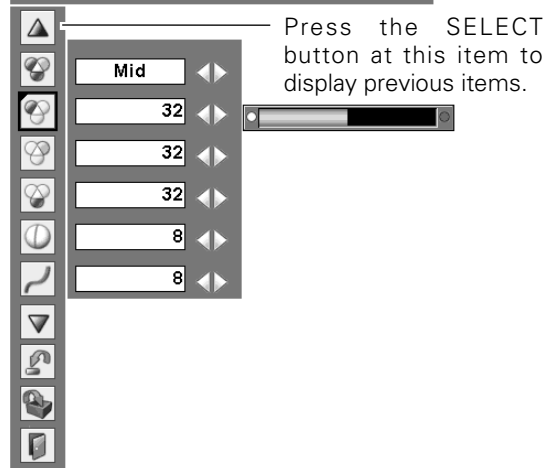 Press the SELECT
button at this item to
display previous items.
Mid
32
32
32
8
8